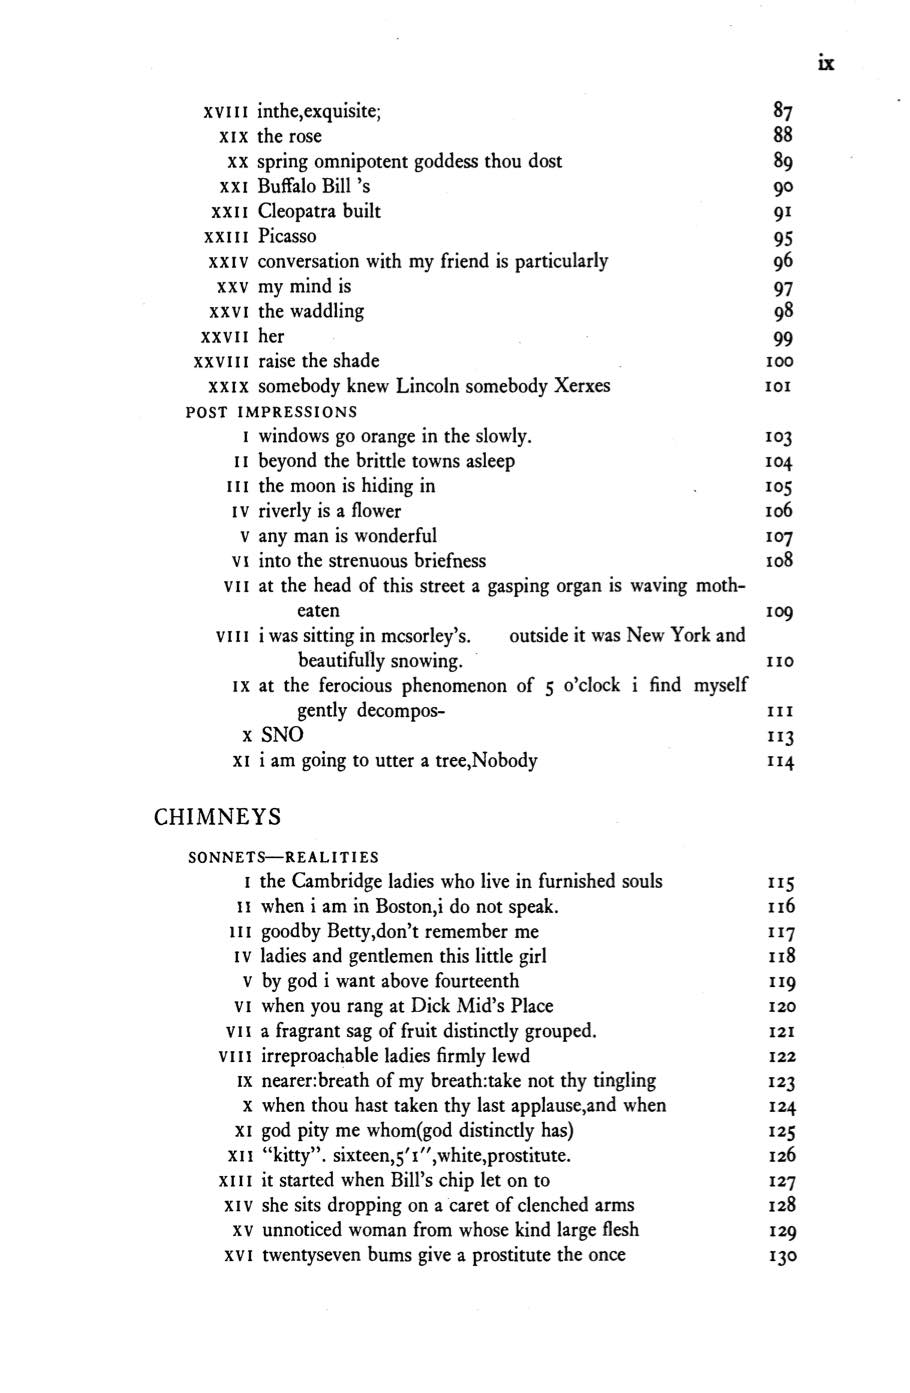 ix
XVIII inthe,exquisite; 87
XIX the rose 88
XX spring omnipotent goddess thou dost 89
XXI Buffalo Bill 's 90
XXII Cleopatra built 91
XXIII Picasso 95
XXIV conversation with my friend is particularly 96
XXV my mind is 97
XXVI the waddling 98
XXVII her 99
XXVIII raise the shade 100
XXIX somebody knew Lincoln somebody Xerxes 101
POST IMPRESSIONS
I windows go orange in the slowly. 103
II beyond the brittle towns asleep 104
III the moon is hiding in 105
IV riverly is a flower 106
V any man is wonderful 107
VI into the strenuous briefness 108
VII at the head of this street a gasping organ is waving moth-
eaten 109
VIII i was sitting in mcsorley's. outside it was New York and
beautifully snowing. 110
IX at the ferocious phenomenon of 5 o'clock i find myself
gently decompos- 111
X SNO 113
XI i am going to utter a tree,Nobody 114
CHIMNEYS
SONNETS—REALITIES
I the Cambridge ladies who live in furnished souls 115
II when i am in Boston,i do not speak. 116
III goodby Betty,don't remember me 117
IV ladies and gentlemen this little girl 118
V by god i want above fourteenth 119
VI when you rang at Dick Mid's Place 120
VII a fragrant sag of fruit distinctly grouped. 121
VIII irreproachable ladies firmly lewd 122
IX nearer:breath of my breath:take not thy tingling 123
X when thou hast taken thy last applause,and when 124
XI god pity me whom(god distinctly has) 125
XII “kitty”. sixteen,5′1″,white,prostitute. 126
XIII it started when Bill's chip let on to 127
XIV she sits dropping on a caret of clenched arms 128
XV unnoticed woman from whose kind large flesh 129
XVI twentyseven bums give a prostitute the once 130